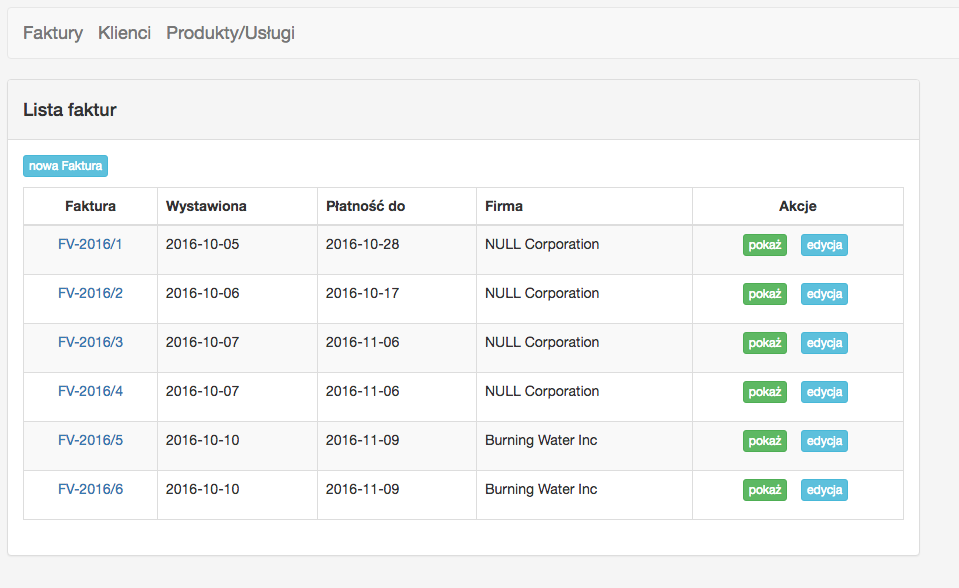 Faktury Klienci Produkty/Usługi
Lista faktur
nowa Faktura
Faktura Wystawiona Płatność do Firma Akcje
FV-2016/1 2016-10-05 2016-10-28 NULL Corporation pokaż edycja
FV-2016/2 2016-10-06 2016-10-17 NULL Corporation pokaż edycja
FV-2016/3 2016-10-07 2016-11-06 NULL Corporation pokaż edycja
FV-2016/4 2016-10-07 2016-11-06 NULL Corporation pokaż edycja
FV-2016/5 2016-10-10 2016-11-09 Burning Water Inc pokaż edycja
FV-2016/6 2016-10-10 2016-11-09 Burning Water Inc pokaż edycja